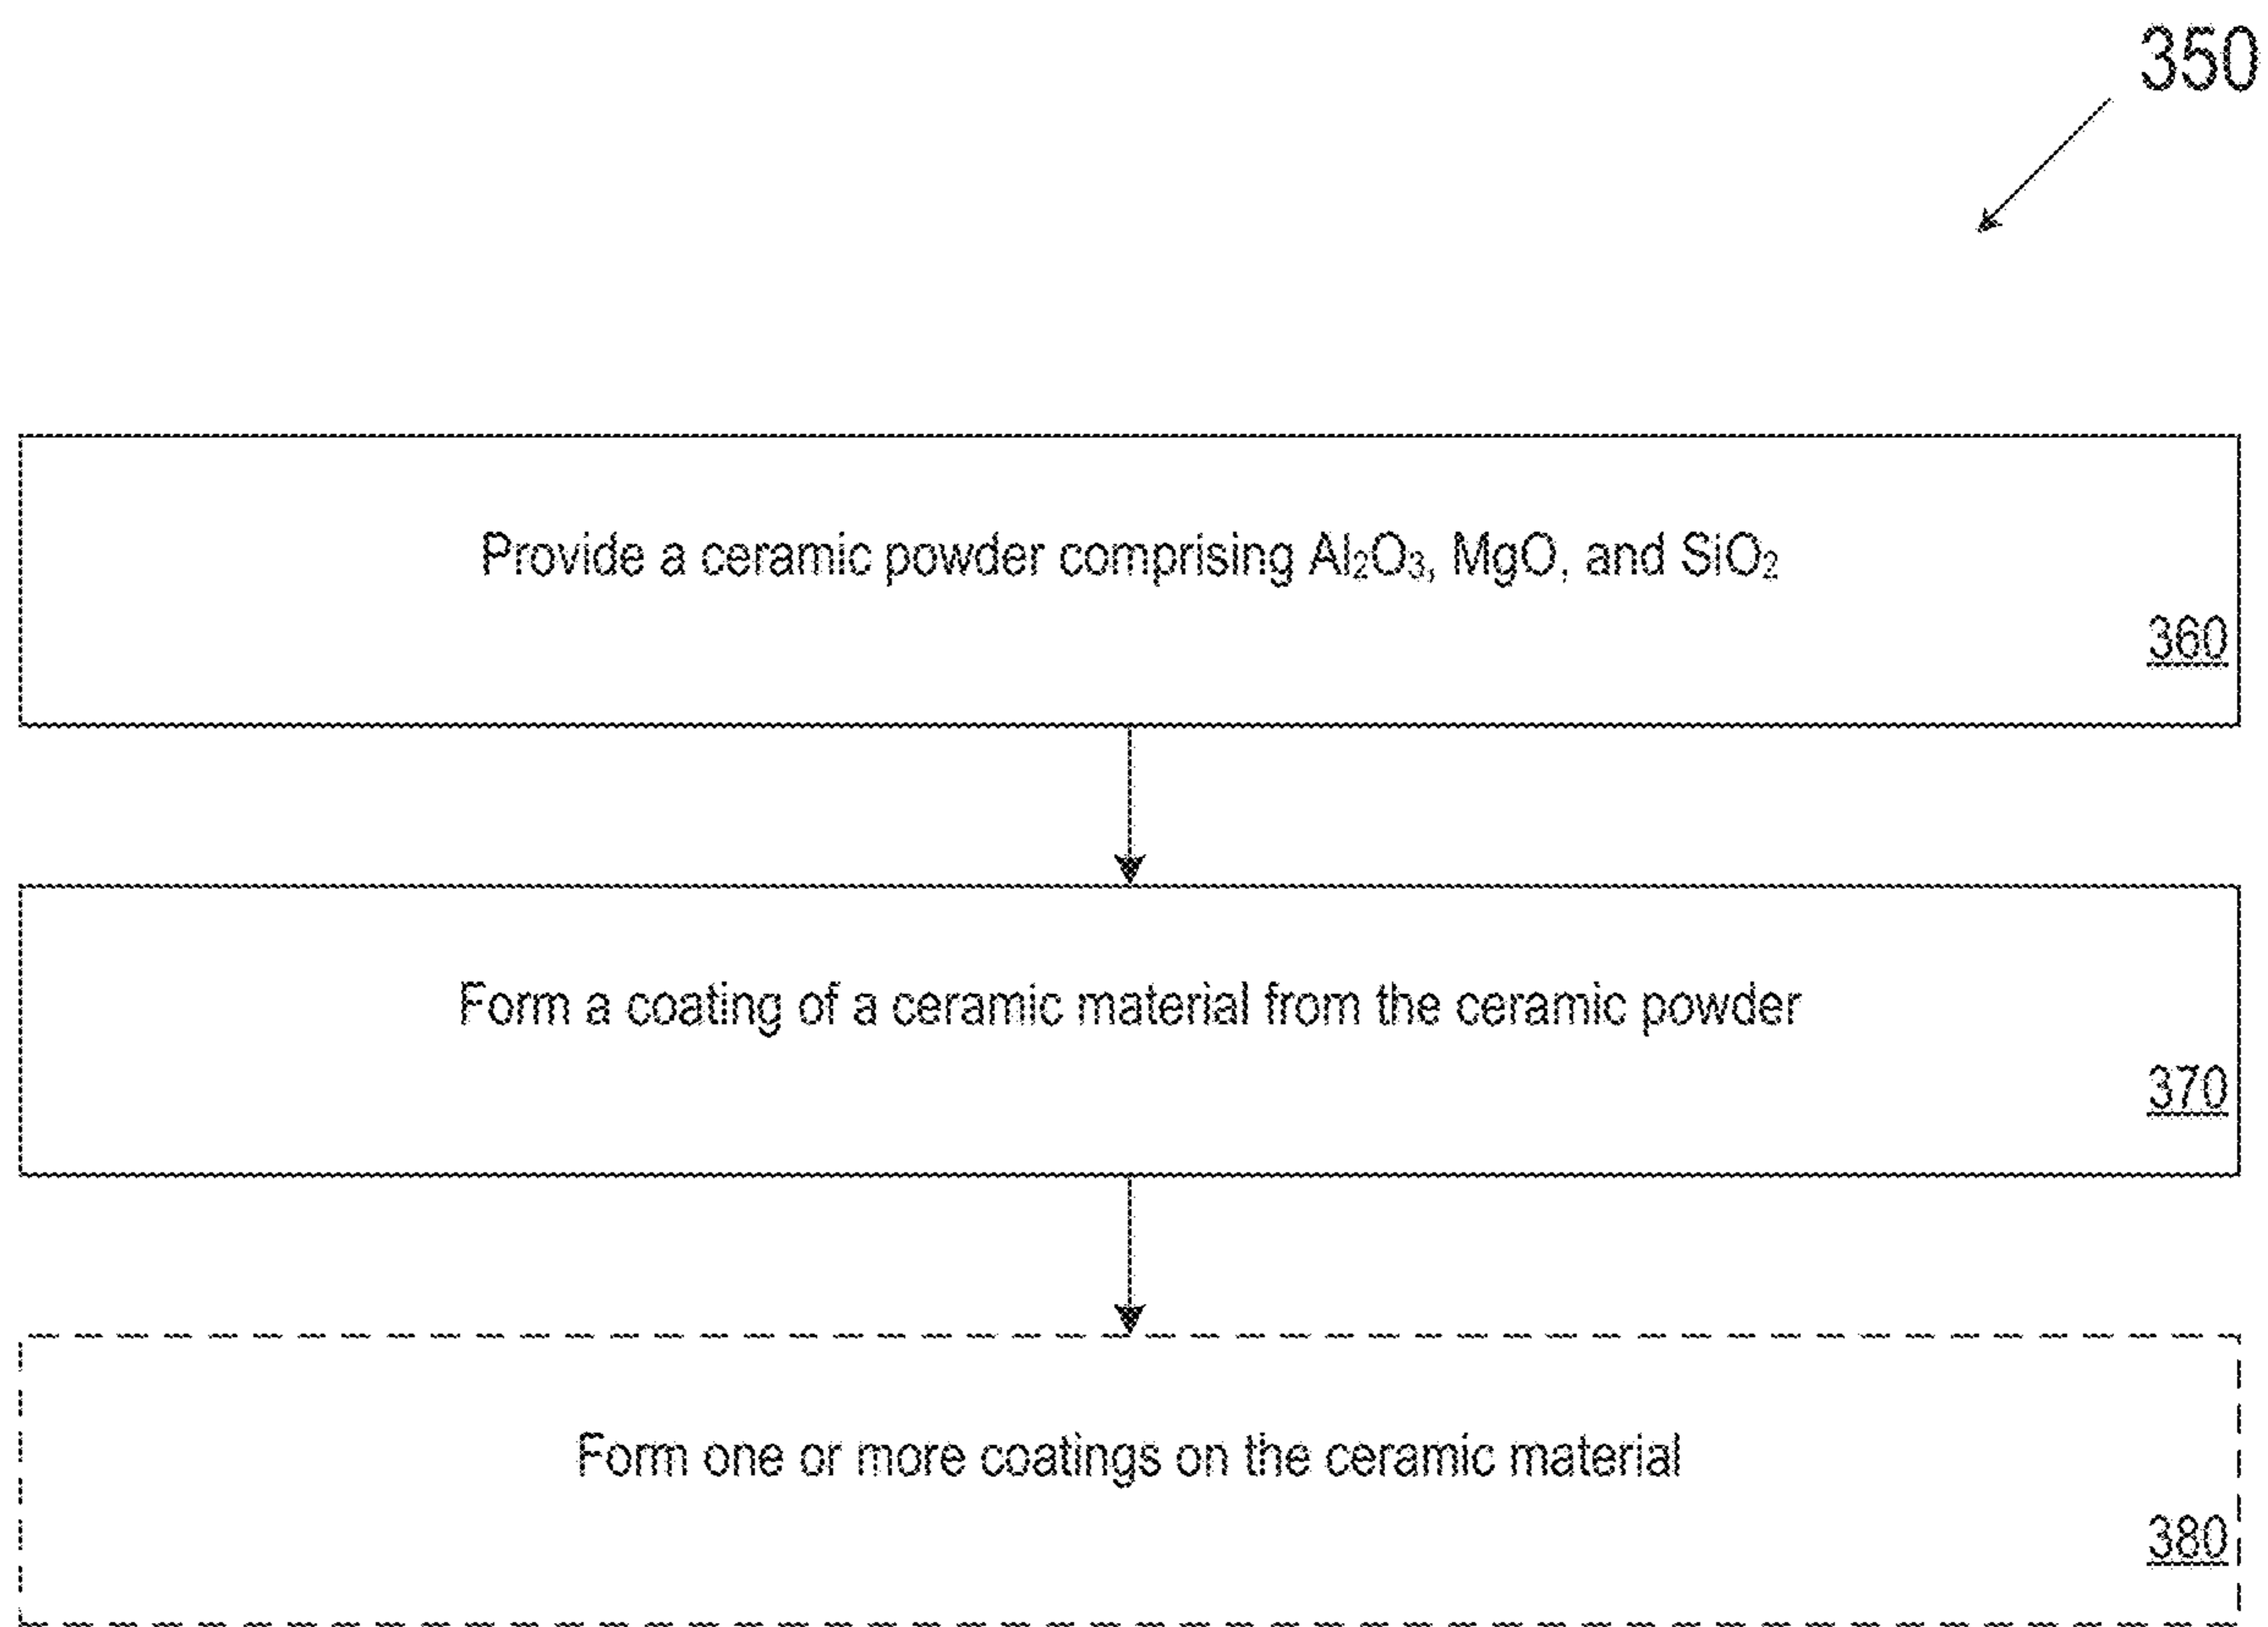 350
Provide a ceramic powder comprising Al₂O₃, MgO, and SiO₂
360
Form a coating of a ceramic material from the ceramic powder
370
Form one or more coatings on the ceramic material
380